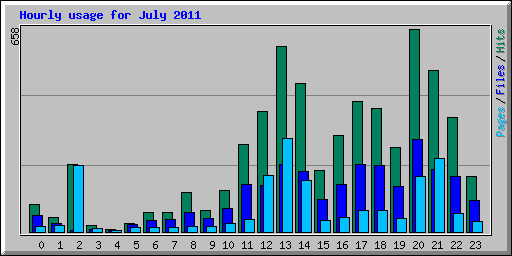 Hourly usage for July 2011
658
Pages / Files / Hits
0 1 2 3 4 5 6 7 8 9 10 11 12 13 14 15 16 17 18 19 20 21 22 23